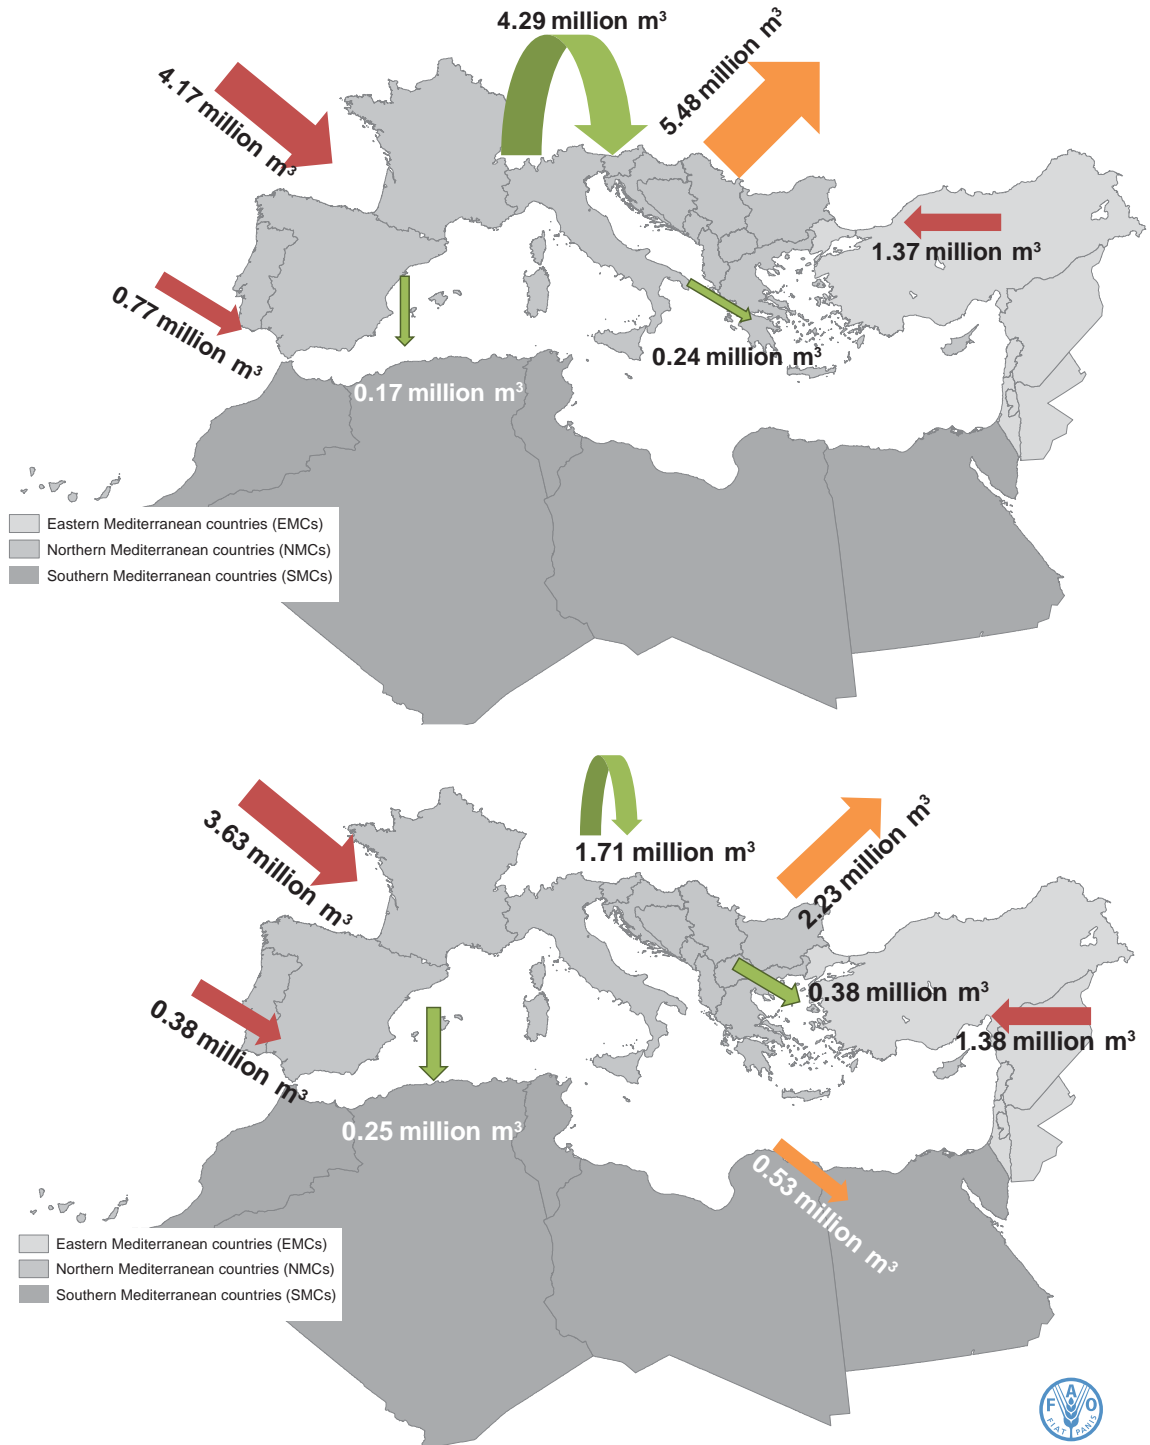 4.29 million m³
4.17 million m³
5.48 million m³
1.37 million m³
0.77 million m³
0.24 million m³
0.17 million m³
Eastern Mediterranean countries (EMCs)
Northern Mediterranean countries (NMCs)
Southern Mediterranean countries (SMCs)
3.63 million m³
1.71 million m³
2.23 million m³
0.38 million m³
0.38 million m³
1.38 million m³
0.25 million m³
0.53 million m³
Eastern Mediterranean countries (EMCs)
Northern Mediterranean countries (NMCs)
Southern Mediterranean countries (SMCs)
F A O
FIAT PANIS